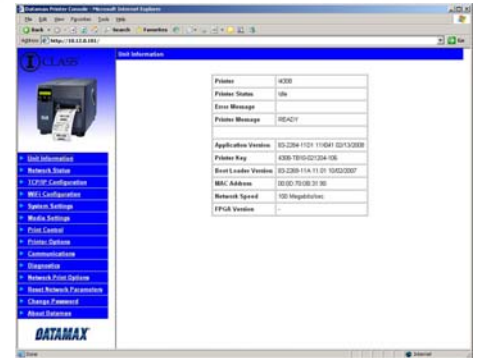 Datamax Printer Console - Microsoft Internet Explorer
File Edit View Favorites Tools Help
Back Search Favorites
Address http://10.12.8.181/ Go
I CLASS
Unit Information
Printer 4308
Printer Status Idle
Error Message
Printer Message READY
Application Version
Printer Key
Boot Loader Version
MAC Address
Network Speed 100 Megabits/sec
FPGA Version -
Unit Information
Network Status
TCP/IP Configuration
WiFi Configuration
System Settings
Media Settings
Print Control
Printer Options
Communications
Diagnostics
Network Print Options
Reset Network Parameters
Change Password
About Datamax
DATAMAX
Done Internet